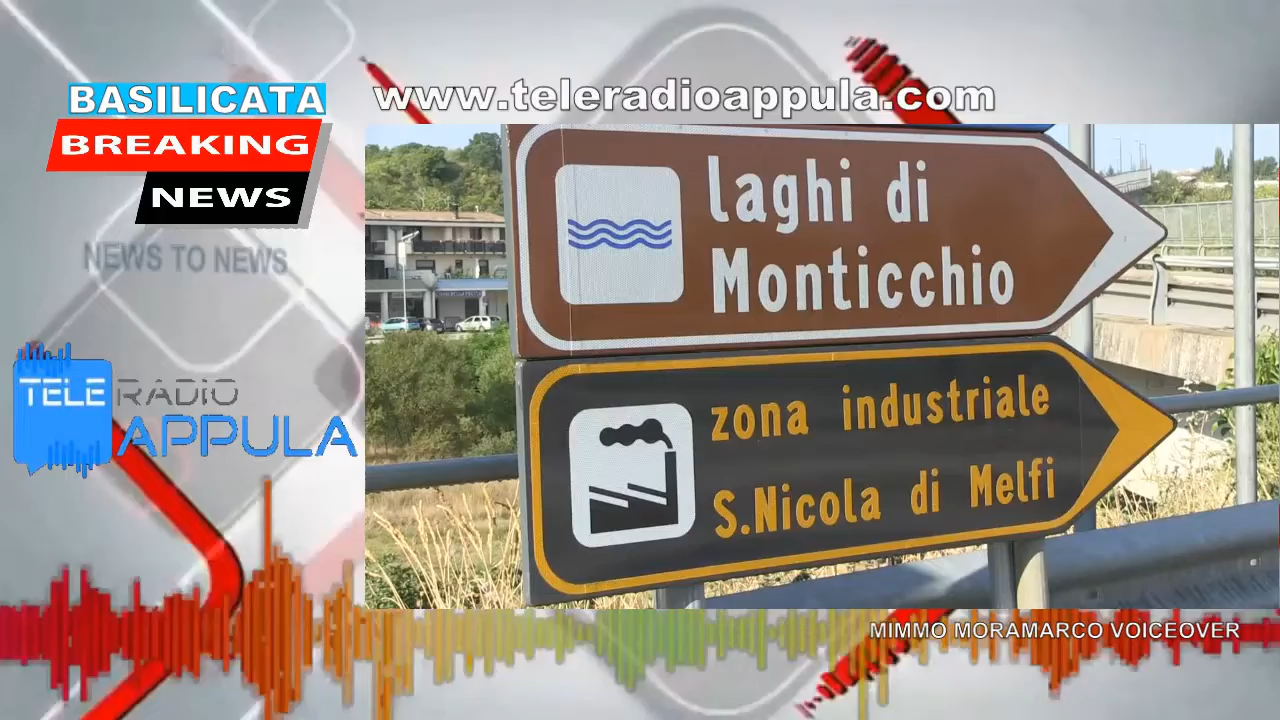 BASILICATA
BREAKING
NEWS
NEWS TO NEWS
www.teleradioappula.com
TELE RADIO
APPULA
laghi di
Monticchio
zona industriale
S.Nicola di Melfi
MIMMO MORAMARCO VOICEOVER